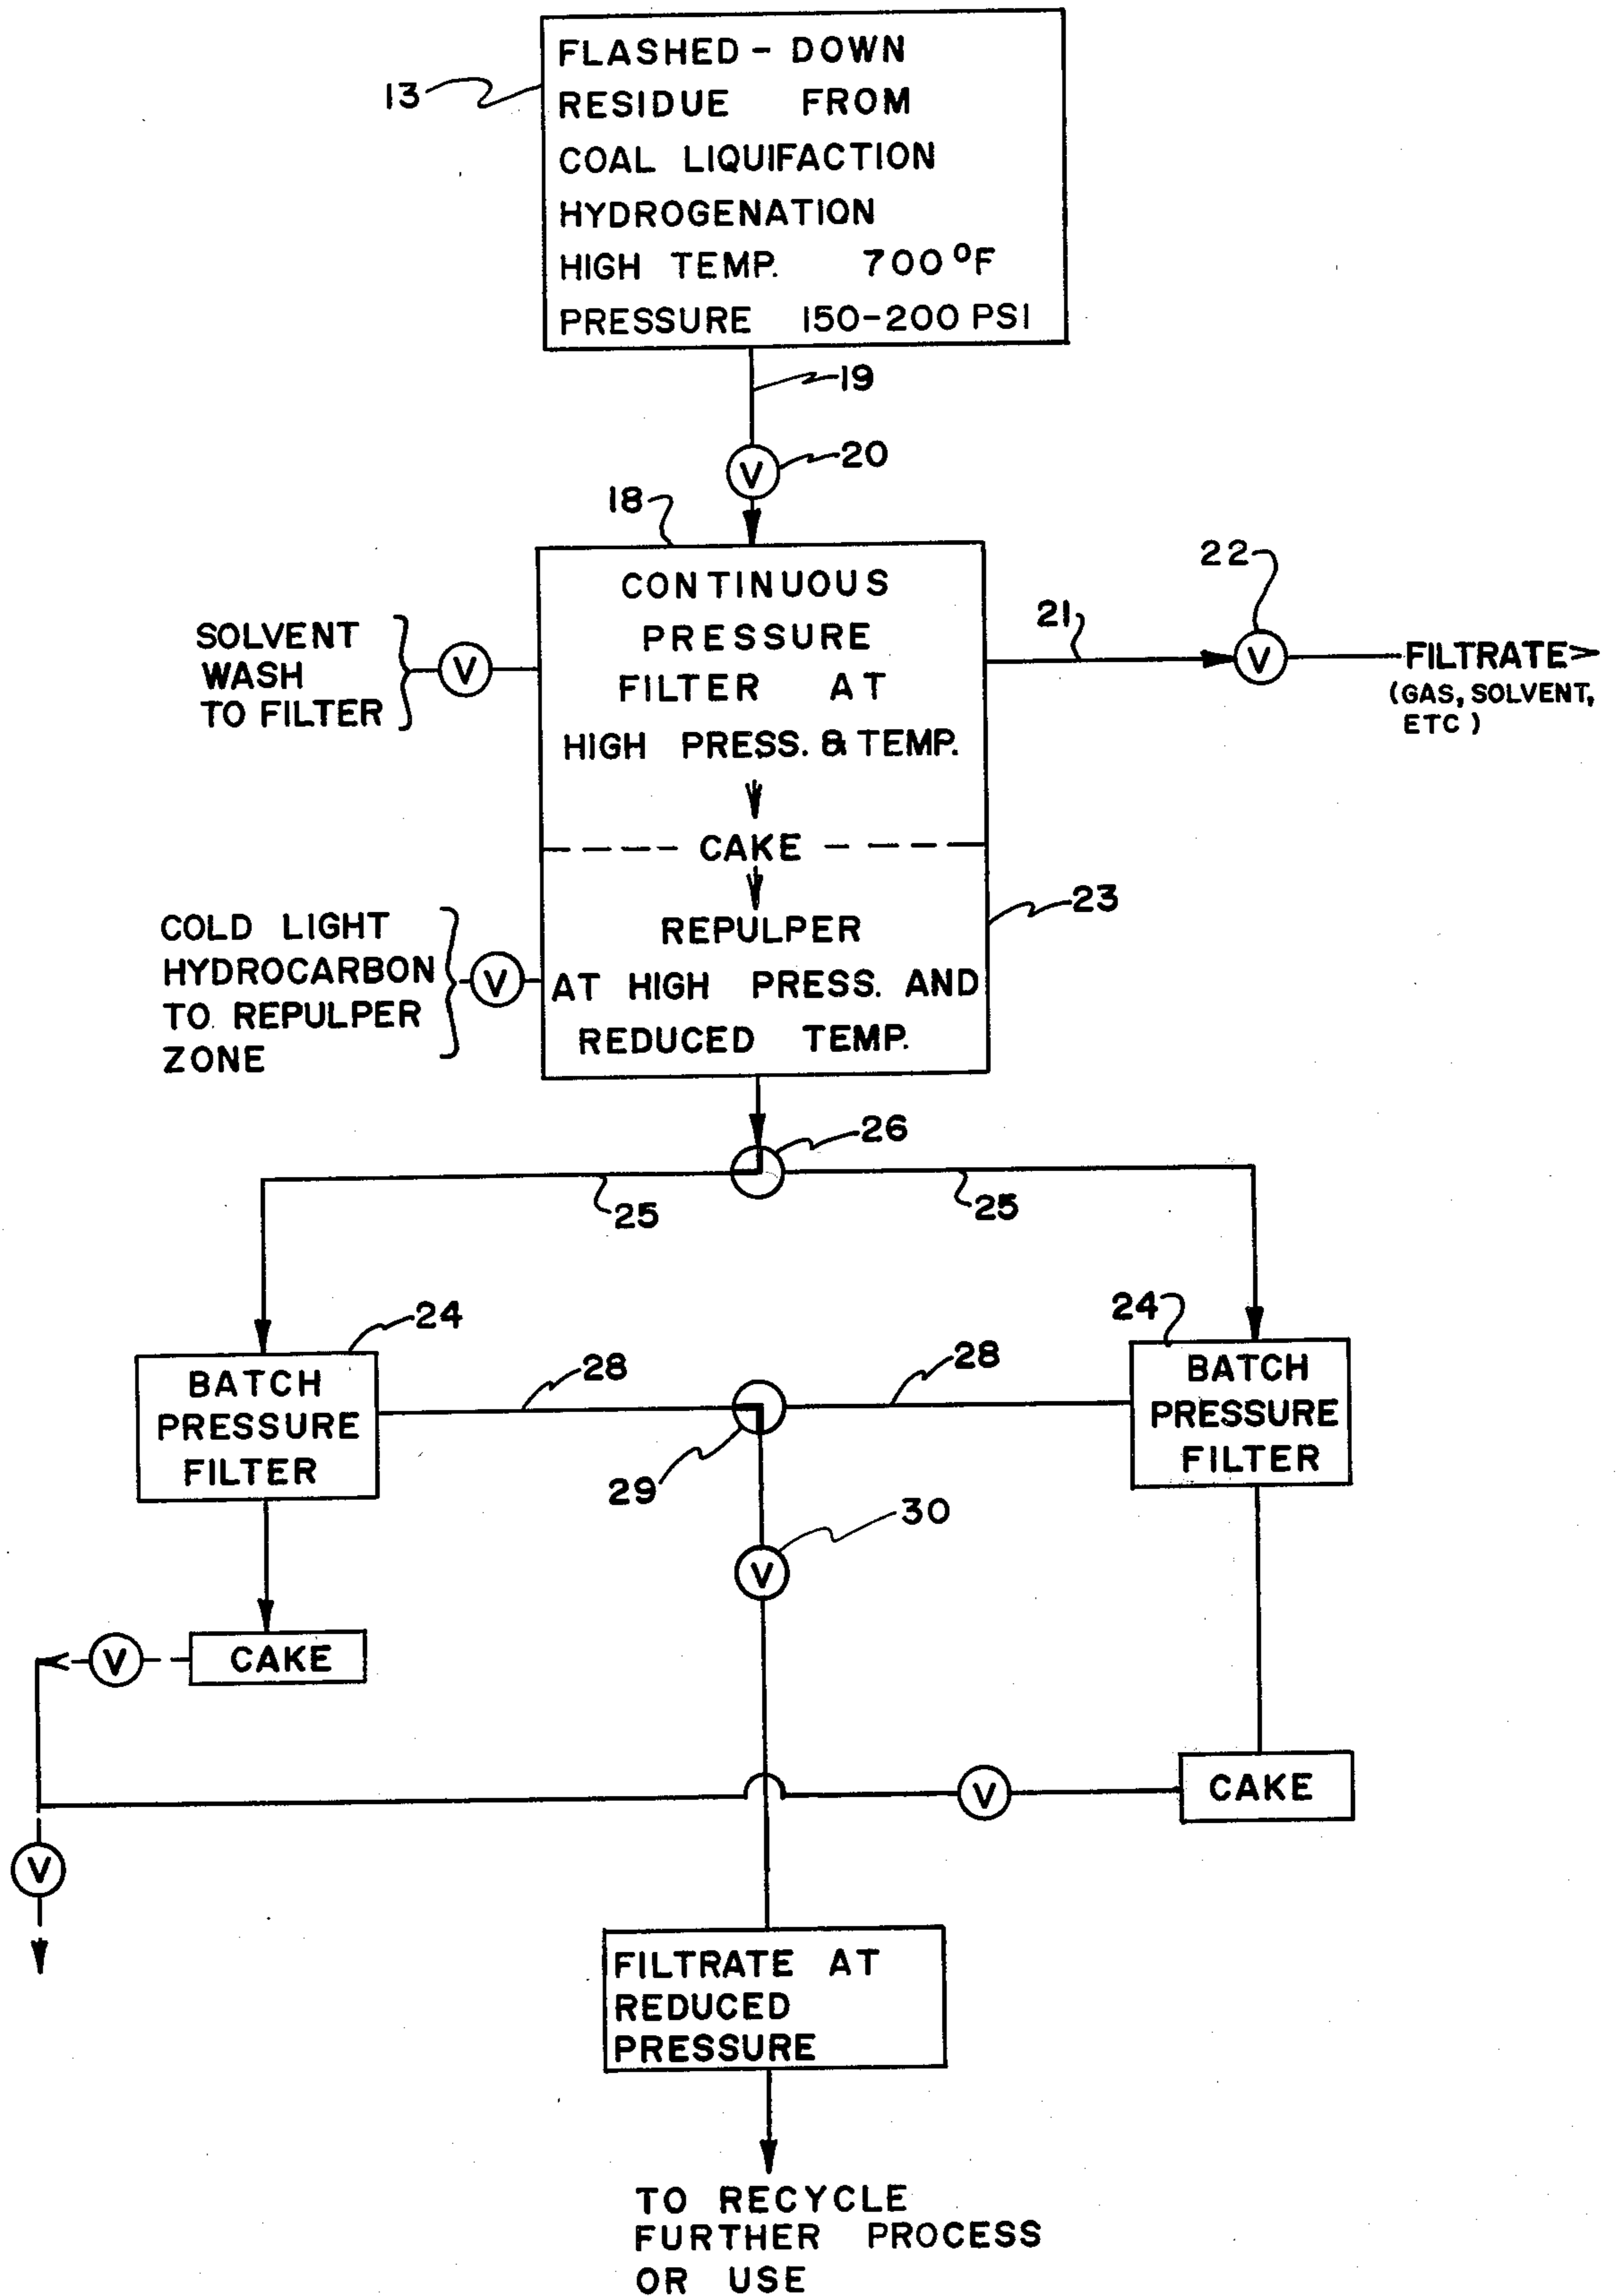 FLASHED - DOWN
RESIDUE FROM
COAL LIQUIFACTION
HYDROGENATION
HIGH TEMP. 700 °F
PRESSURE 150-200 PSI
13
19
V
20
18
CONTINUOUS
PRESSURE
FILTER AT
HIGH PRESS. & TEMP.
SOLVENT
WASH
TO FILTER
V
21
22
V
FILTRATE>
(GAS, SOLVENT,
ETC )
CAKE
23
REPULPER
AT HIGH PRESS. AND
REDUCED TEMP.
COLD LIGHT
HYDROCARBON
TO REPULPER
ZONE
V
26
25
25
24
BATCH
PRESSURE
FILTER
28
28
24
BATCH
PRESSURE
FILTER
29
30
V
V
CAKE
V
CAKE
V
FILTRATE AT
REDUCED
PRESSURE
TO RECYCLE
FURTHER PROCESS
OR USE